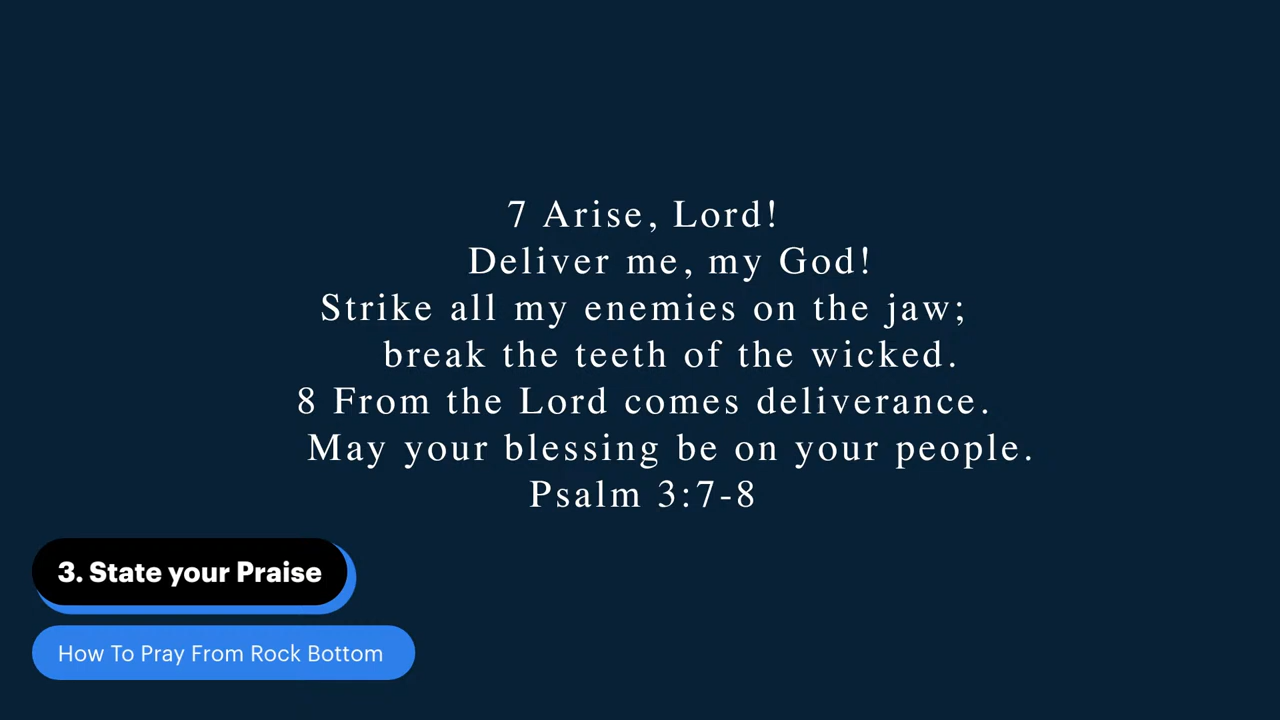 7 Arise, Lord!
Deliver me, my God!
Strike all my enemies on the jaw;
break the teeth of the wicked.
8 From the Lord comes deliverance.
May your blessing be on your people.
Psalm 3:7-8
3. State your Praise
How To Pray From Rock Bottom